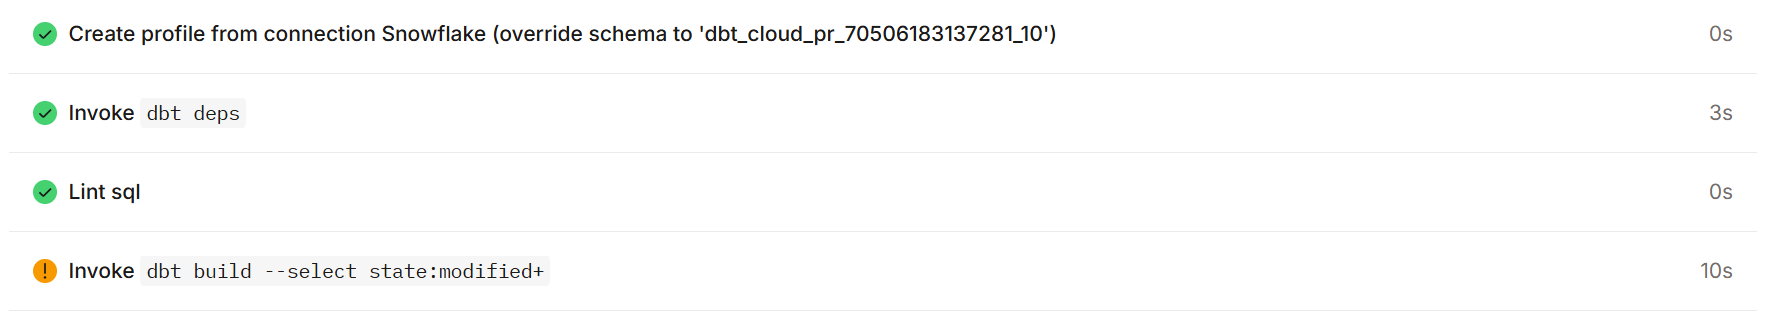 Create profile from connection Snowflake (override schema to 'dbt_cloud_pr_70506183137281_10') 0s
Invoke dbt deps 3s
Lint sql 0s
Invoke dbt build --select state:modified+ 10s